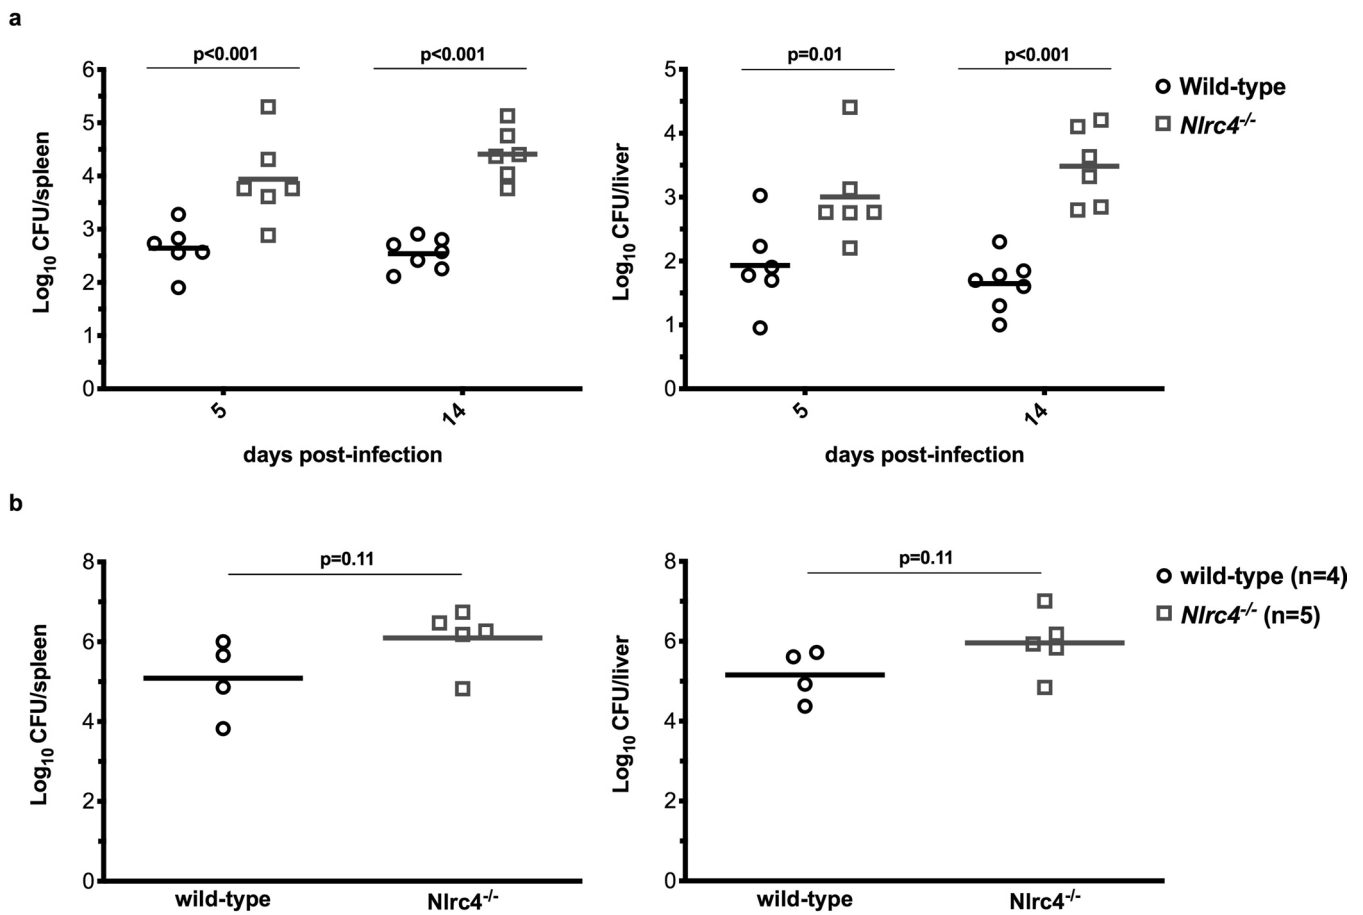 a
p<0.001
p<0.001
6
5
4
3
2
1
0
Log10 CFU/spleen
5
14
days post-infection
p=0.01
p<0.001
5
4
3
2
1
0
Log10 CFU/liver
5
14
days post-infection
Wild-type
Nlrc4-/-
b
p=0.11
8
6
4
2
0
Log10 CFU/spleen
wild-type
Nlrc4-/-
p=0.11
8
6
4
2
0
Log10 CFU/liver
wild-type
Nlrc4-/-
wild-type (n=4)
Nlrc4-/- (n=5)